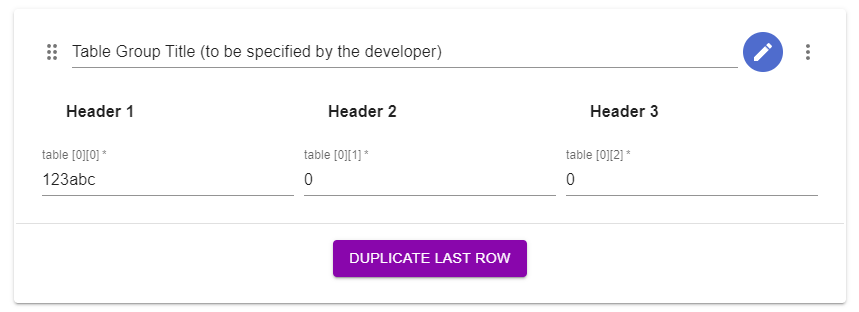 Table Group Title (to be specified by the developer)
Header 1 Header 2 Header 3
table [0][0] * table [0][1] * table [0][2] *
123abc 0 0
DUPLICATE LAST ROW